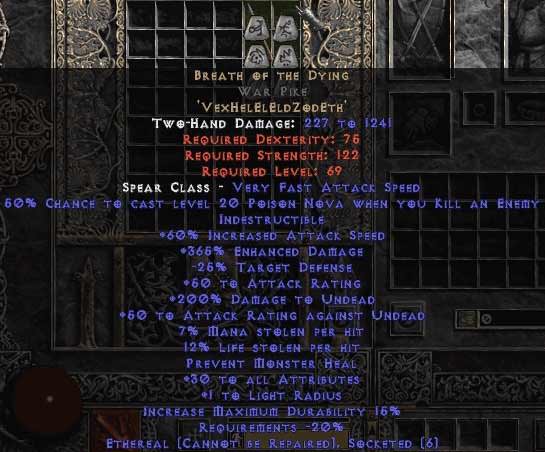 Breath of the Dying
War Pike
'VexHelElEldZodEth'
Two-Hand Damage: 227 to 1241
Required Dexterity: 75
Required Strength: 122
Required Level: 69
Spear Class - Very Fast Attack Speed
50% Chance to cast level 20 Poison Nova when you Kill an Enemy
Indestructible
+60% Increased Attack Speed
+365% Enhanced Damage
-25% Target Defense
+50 to Attack Rating
+200% Damage to Undead
+50 to Attack Rating against Undead
7% Mana stolen per hit
12% Life stolen per hit
Prevent Monster Heal
+30 to all Attributes
+1 to Light Radius
Increase Maximum Durability 15%
Requirements -20%
Ethereal (Cannot be Repaired), Socketed (6)